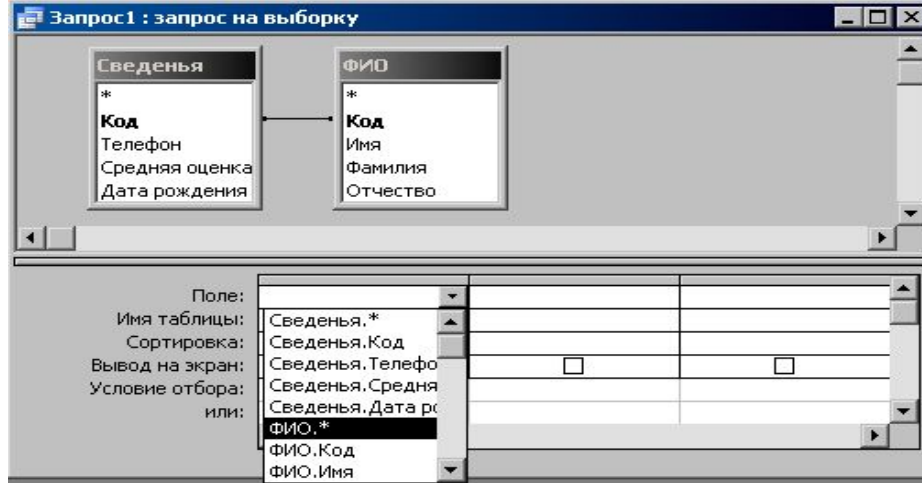 Запрос1 : запрос на выборку
Сведенья
*
Код
Телефон
Средняя оценка
Дата рождения
ФИО
*
Код
Имя
Фамилия
Отчество
Поле:
Имя таблицы:
Сортировка:
Вывод на экран:
Условие отбора:
или:
Сведенья.*
Сведенья.Код
Сведенья.Телефо
Сведенья.Средня
Сведенья.Дата ро
ФИО.*
ФИО.Код
ФИО.Имя